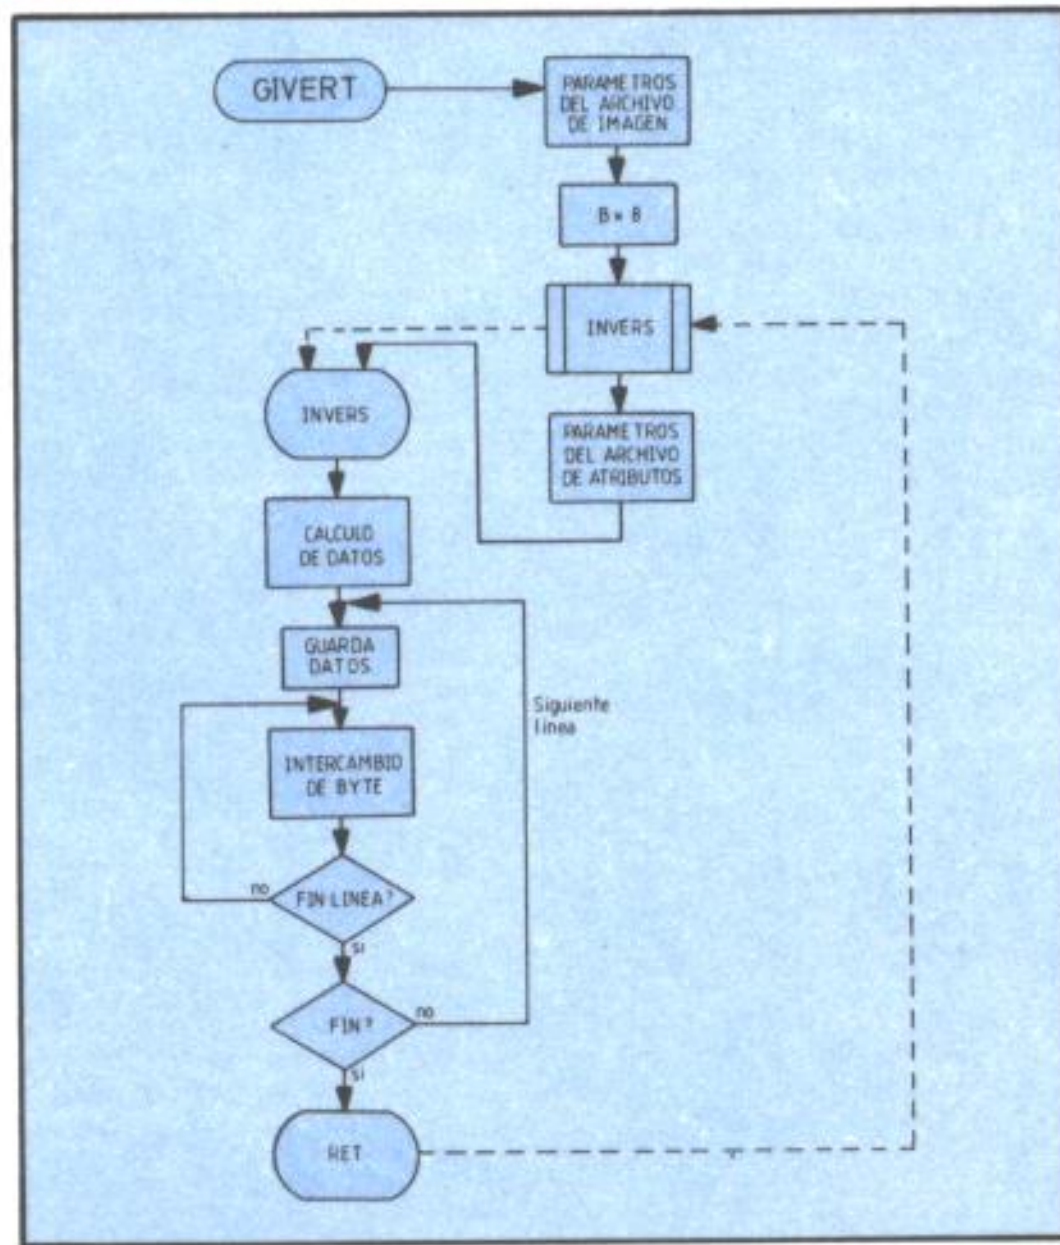 GIVERT
PARAMETROS
DEL ARCHIVO
DE IMAGEN
B = 8
INVERS
INVERS
PARAMETROS
DEL ARCHIVO
DE ATRIBUTOS
CALCULO
DE DATOS
GUARDA
DATOS
Siguiente
linea
INTERCAMBIO
DE BYTE
no
FIN LINEA?
si
FIN?
no
si
RET